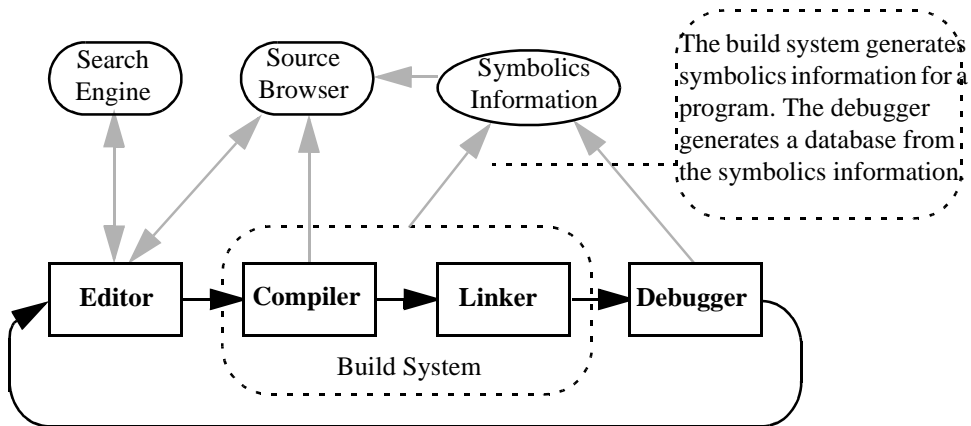 Search
Engine
Source
Browser
Symbolics
Information
The build system generates
symbolics information for a
program. The debugger
generates a database from
the symbolics information.
Editor
Compiler
Linker
Debugger
Build System